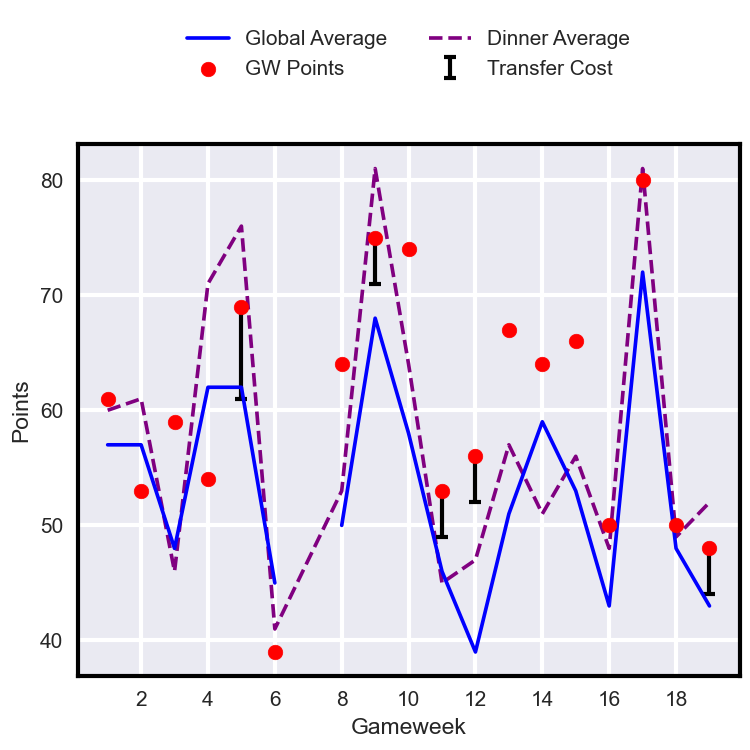 Global Average Dinner Average
GW Points Transfer Cost
80
70
60
50
40
Points
2 4 6 8 10 12 14 16 18
Gameweek